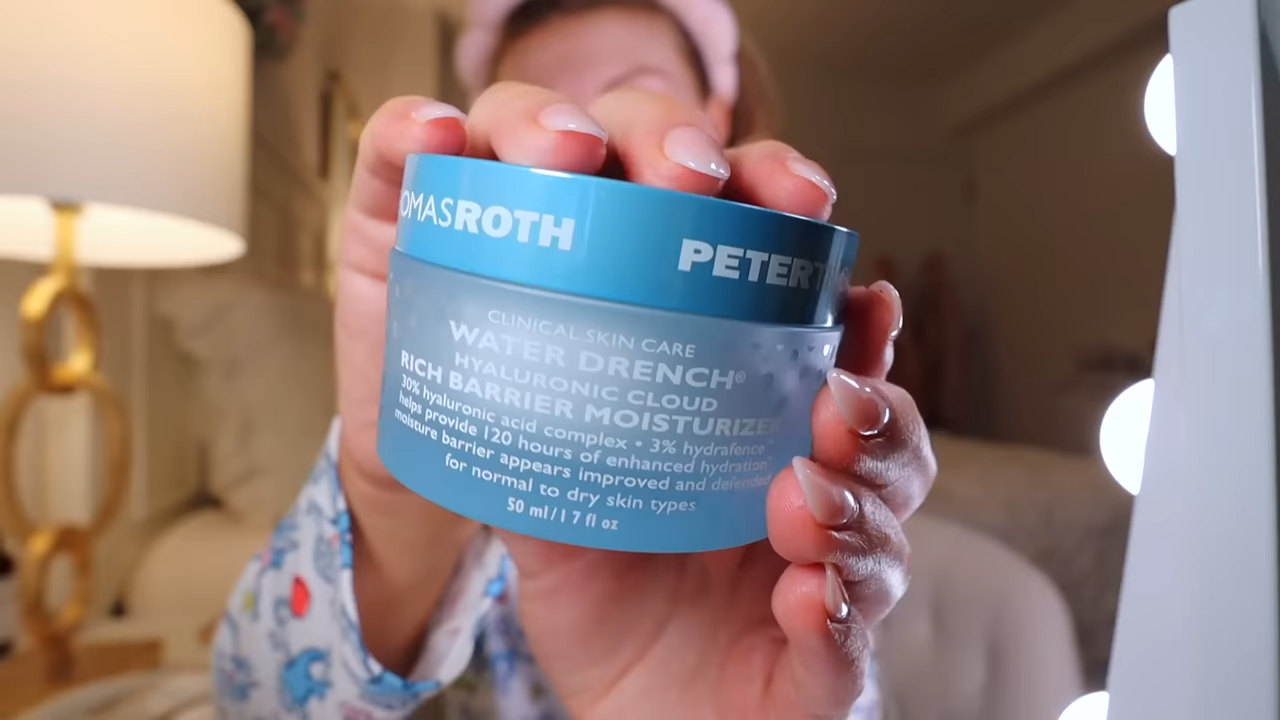 OMASROTH PETERT
CLINICAL SKIN CARE
WATER DRENCH®
HYALURONIC CLOUD
RICH BARRIER MOISTURIZER
30% hyaluronic acid complex • 3% hydrafence™
helps provide 120 hours of enhanced hydration
moisture barrier appears improved and defended
for normal to dry skin types
50 ml/1 7 fl oz